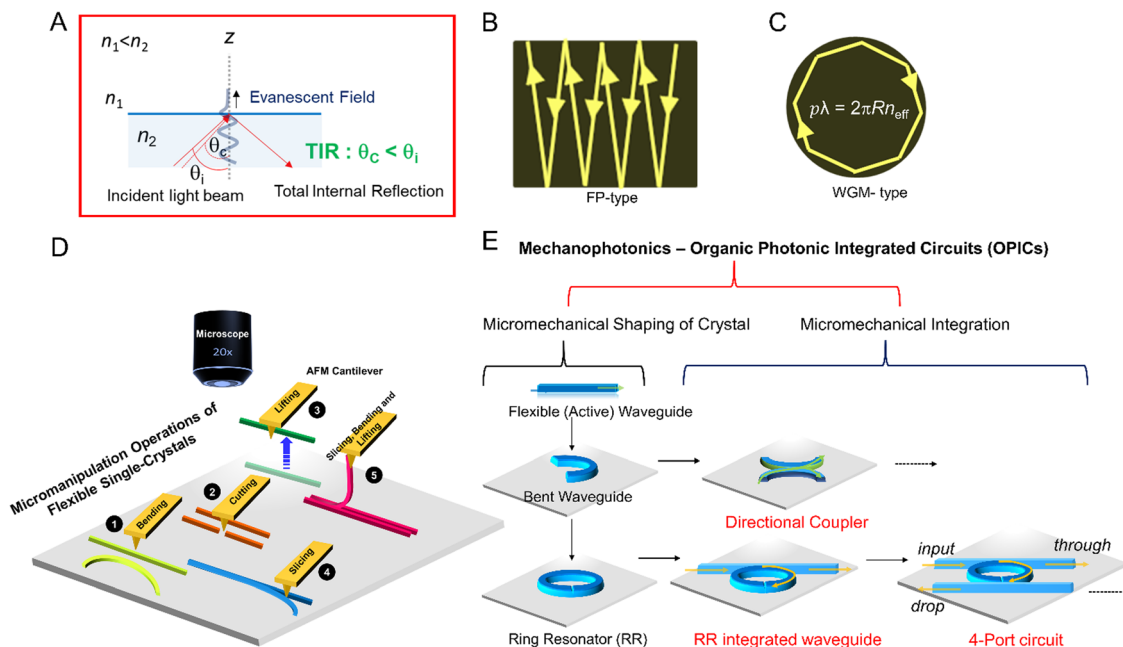 A
n1<n2
z
n1
Evanescent Field
n2
θC
TIR : θC < θi
θi
Incident light beam
Total Internal Reflection
B
FP-type
C
pλ = 2πRneff
WGM- type
D
Microscope
20x
AFM Cantilever
Micromanipulation Operations of
Flexible Single-Crystals
Lifting
3
Slicing, Bending and
Lifting
5
2
Cutting
1
Bending
Slicing
4
E
Mechanophotonics – Organic Photonic Integrated Circuits (OPICs)
Micromechanical Shaping of Crystal
Micromechanical Integration
Flexible (Active) Waveguide
Bent Waveguide
Directional Coupler
Ring Resonator (RR)
RR integrated waveguide
input
through
drop
4-Port circuit